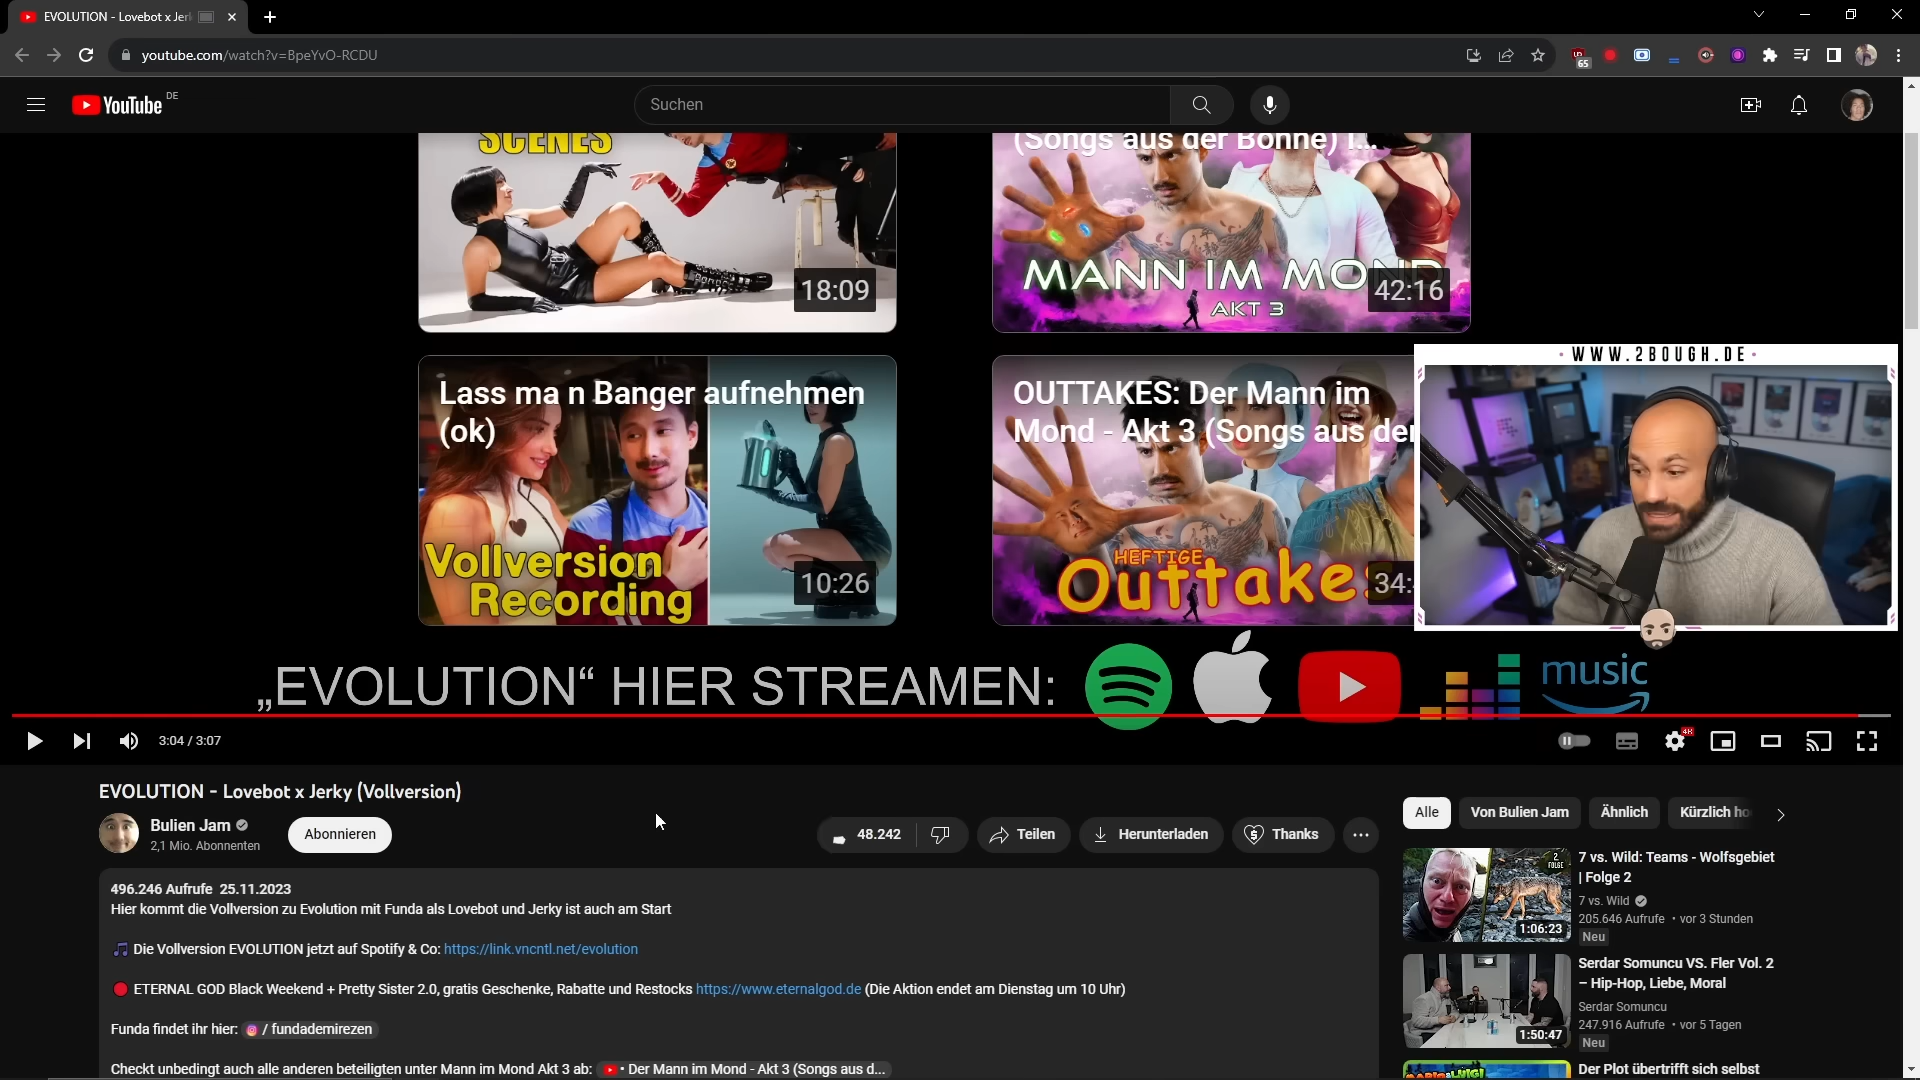 EVOLUTION - Lovebot x Jer
youtube.com/watch?v=BpeYvO-RCDU
65
YouTube DE
Suchen
SCENES
18:09
(Songs aus der Bohne) I...
MANN IM MOND
AKT 3
42:16
Lass ma n Banger aufnehmen
(ok)
Vollversion
Recording
10:26
OUTTAKES: Der Mann im
Mond - Akt 3 (Songs aus der
HEFTIGE
Outtakes
34:
WWW.2BOUGH.DE
„EVOLUTION“ HIER STREAMEN:
music
3:04 / 3:07
4K
EVOLUTION - Lovebot x Jerky (Vollversion)
Bulien Jam
2,1 Mio. Abonnenten
Abonnieren
48.242
Teilen
Herunterladen
Thanks
496.246 Aufrufe 25.11.2023
Hier kommt die Vollversion zu Evolution mit Funda als Lovebot und Jerky ist auch am Start
Die Vollversion EVOLUTION jetzt auf Spotify & Co: https://link.vncntl.net/evolution
ETERNAL GOD Black Weekend + Pretty Sister 2.0, gratis Geschenke, Rabatte und Restocks https://www.eternalgod.de (Die Aktion endet am Dienstag um 10 Uhr)
Funda findet ihr hier: / fundademirezen
Checkt unbedingt auch alle anderen beteiligten unter Mann im Mond Akt 3 ab: • Der Mann im Mond - Akt 3 (Songs aus d...
Alle
Von Bulien Jam
Ähnlich
Kürzlich ho
2
FOLGE
1:06:23
7 vs. Wild: Teams - Wolfsgebiet
| Folge 2
7 vs. Wild
205.646 Aufrufe • vor 3 Stunden
Neu
1:50:47
Serdar Somuncu VS. Fler Vol. 2
– Hip-Hop, Liebe, Moral
Serdar Somuncu
247.916 Aufrufe • vor 5 Tagen
Neu
MARIO & LUIGI
Der Plot übertrifft sich selbst